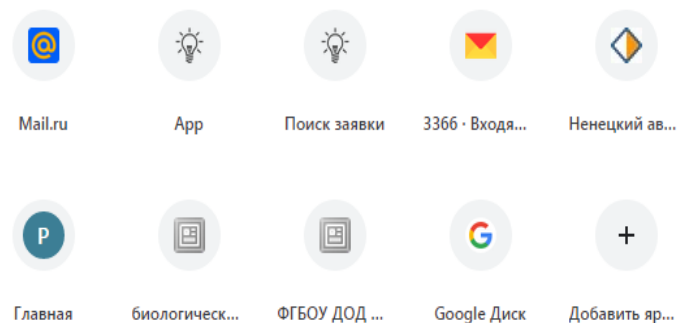 Mail.ru
App
Поиск заявки
3366 · Входя...
Ненецкий ав...
P
Главная
биологическ...
ФГБОУ ДОД ...
Google Диск
Добавить яр...